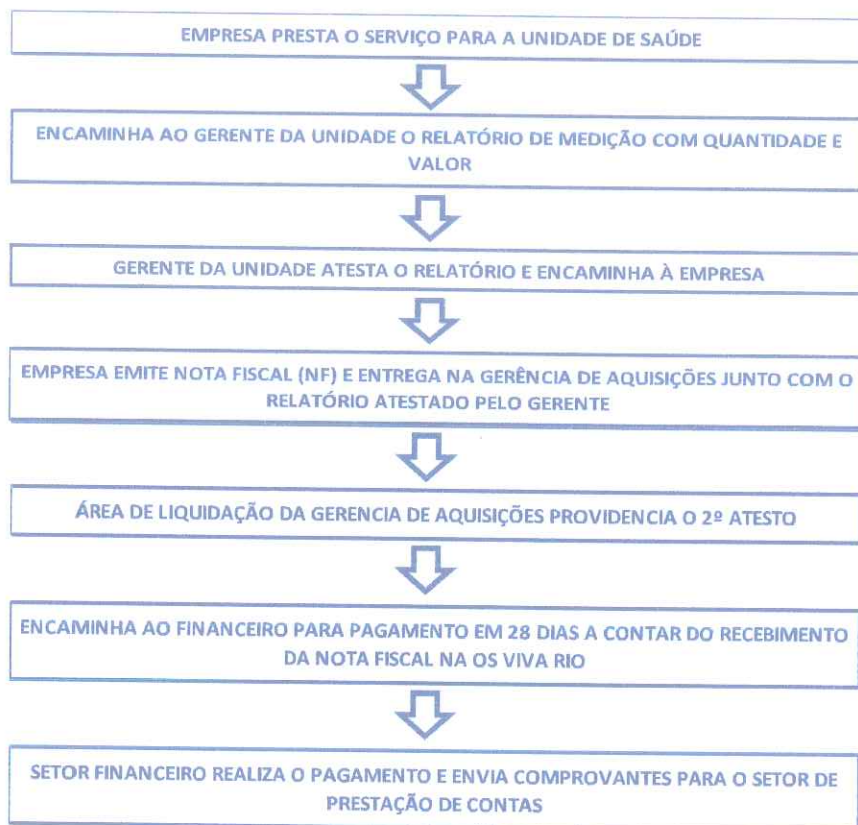 EMPRESA PRESTA O SERVIÇO PARA A UNIDADE DE SAÚDE
ENCAMINHA AO GERENTE DA UNIDADE O RELATÓRIO DE MEDIÇÃO COM QUANTIDADE E
VALOR
GERENTE DA UNIDADE ATESTA O RELATÓRIO E ENCAMINHA À EMPRESA
EMPRESA EMITE NOTA FISCAL (NF) E ENTREGA NA GERÊNCIA DE AQUISIÇÕES JUNTO COM O
RELATÓRIO ATESTADO PELO GERENTE
ÁREA DE LIQUIDAÇÃO DA GERENCIA DE AQUISIÇÕES PROVIDENCIA O 2º ATESTO
ENCAMINHA AO FINANCEIRO PARA PAGAMENTO EM 28 DIAS A CONTAR DO RECEBIMENTO
DA NOTA FISCAL NA OS VIVA RIO
SETOR FINANCEIRO REALIZA O PAGAMENTO E ENVIA COMPROVANTES PARA O SETOR DE
PRESTAÇÃO DE CONTAS